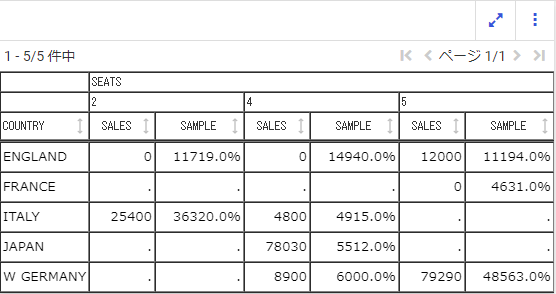 1 - 5/5 件中 ページ 1/1
SEATS
2 4 5
COUNTRY SALES SAMPLE SALES SAMPLE SALES SAMPLE
ENGLAND 0 11719.0% 0 14940.0% 12000 11194.0%
FRANCE . . . . 0 4631.0%
ITALY 25400 36320.0% 4800 4915.0% . .
JAPAN . . 78030 5512.0% . .
W GERMANY . . 8900 6000.0% 79290 48563.0%